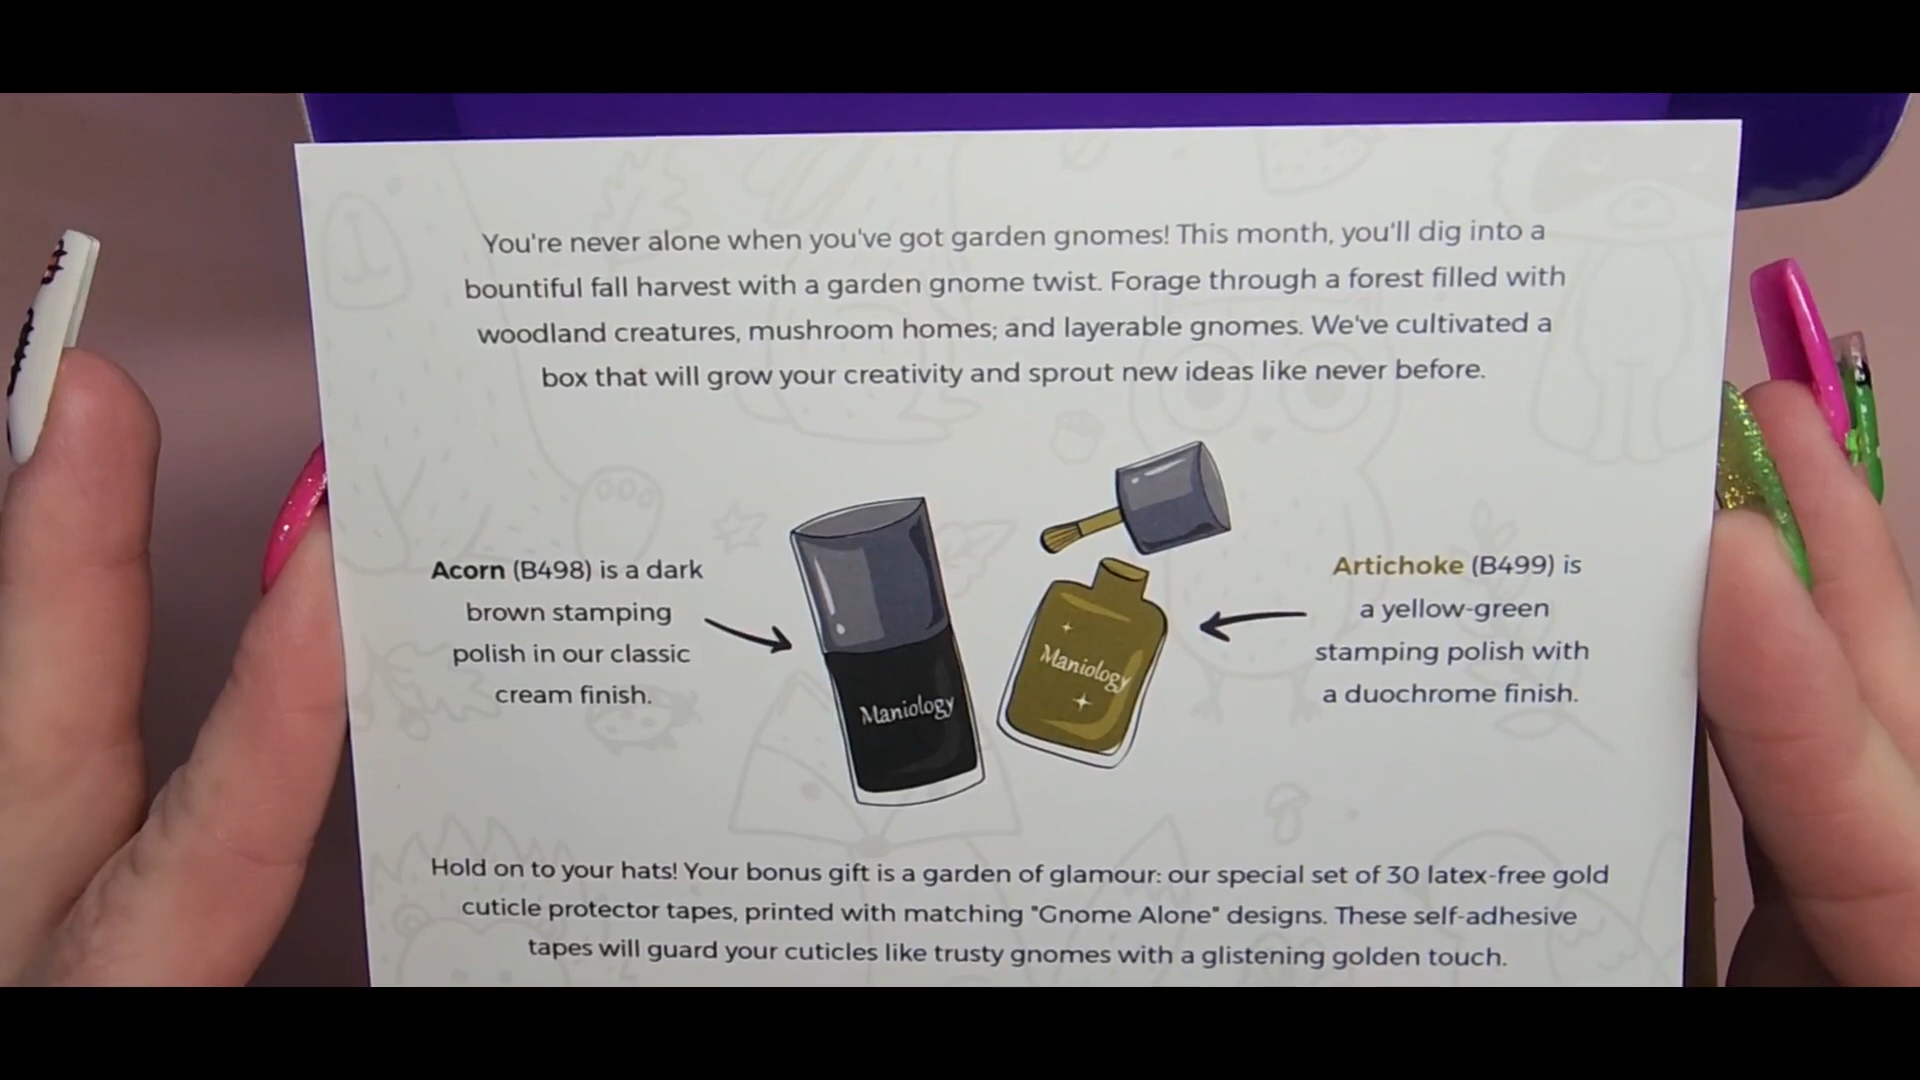 You're never alone when you've got garden gnomes! This month, you'll dig into a
bountiful fall harvest with a garden gnome twist. Forage through a forest filled with
woodland creatures, mushroom homes; and layerable gnomes. We've cultivated a
box that will grow your creativity and sprout new ideas like never before.
Acorn (B498) is a dark
brown stamping
polish in our classic
cream finish.
Maniology
Maniology
Artichoke (B499) is
a yellow-green
stamping polish with
a duochrome finish.
Hold on to your hats! Your bonus gift is a garden of glamour: our special set of 30 latex-free gold
cuticle protector tapes, printed with matching "Gnome Alone" designs. These self-adhesive
tapes will guard your cuticles like trusty gnomes with a glistening golden touch.